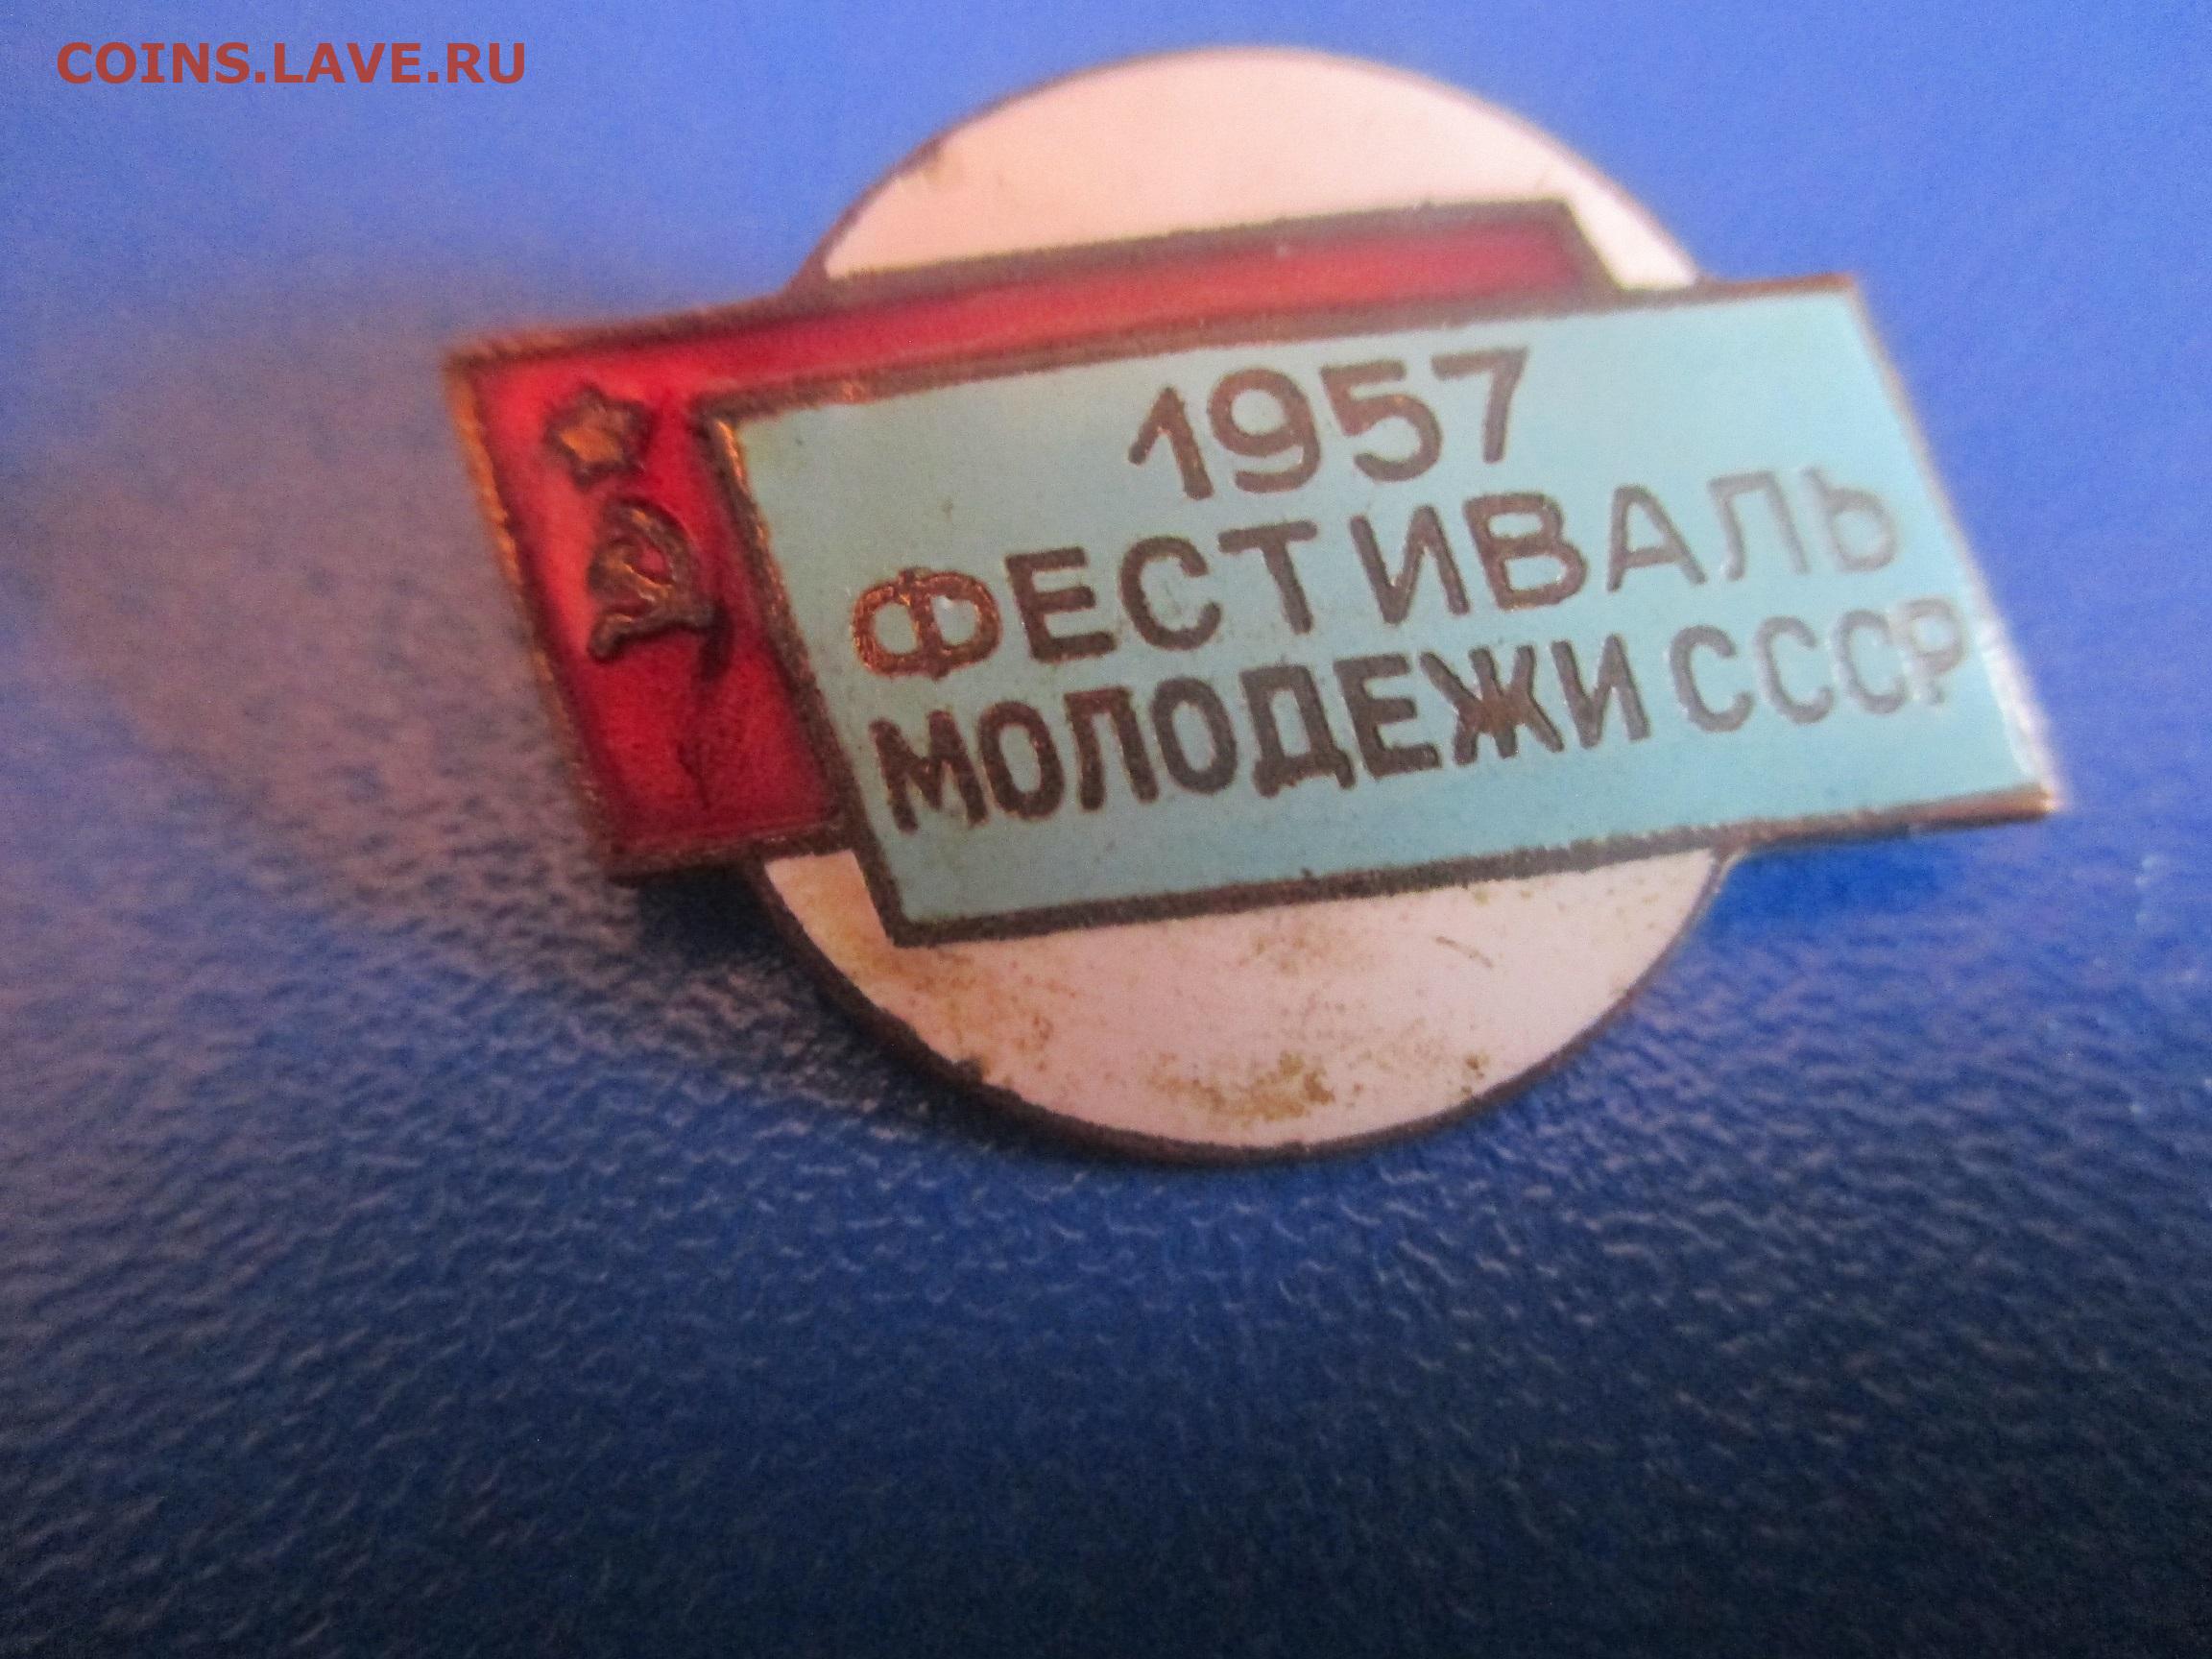 COINS.LAVE.RU
1957
ФЕСТИВАЛЬ
МОЛОДЕЖИ СССР